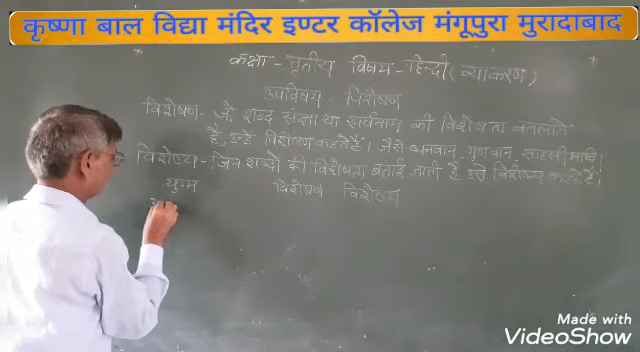 कृष्णा बाल विद्या मंदिर इण्टर कॉलेज मंगूपुरा मुरादाबाद
कक्षा - तृतीय विषय - हिन्दी (व्याकरण)
उपविषय - विशेषण
विशेषण - जो शब्द संज्ञा या सर्वनाम की विशेषता बतलाते
हैं, उन्हें विशेषण कहते हैं। जैसे- धनवान, गुणवान, साहसी आदि।
विशेष्य - जिन शब्दों की विशेषता बताई जाती है उसे विशेष्य कहते हैं।
युग्म विशेषण विशेष्य
Made with
VideoShow